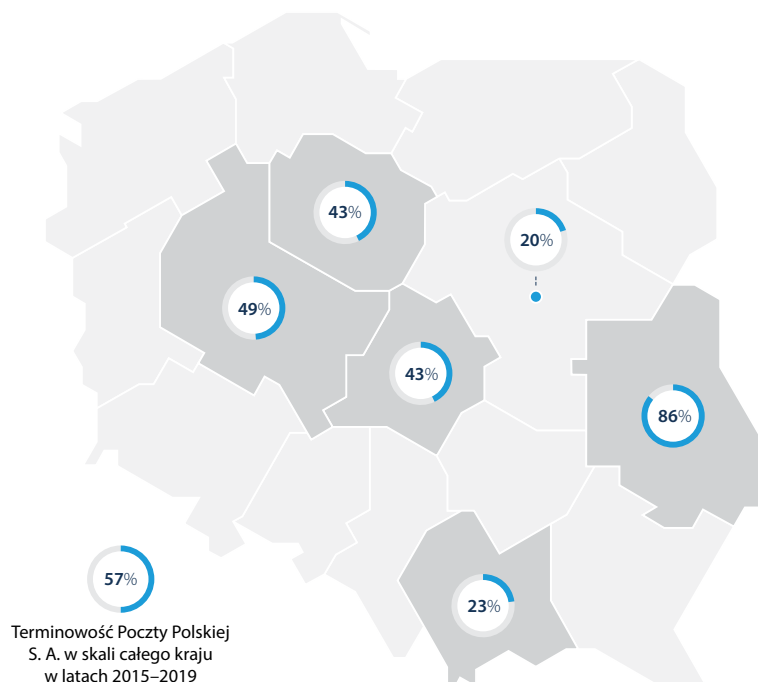 43%
20%
49%
43%
86%
57%
23%
Terminowość Poczty Polskiej
S. A. w skali całego kraju
w latach 2015–2019